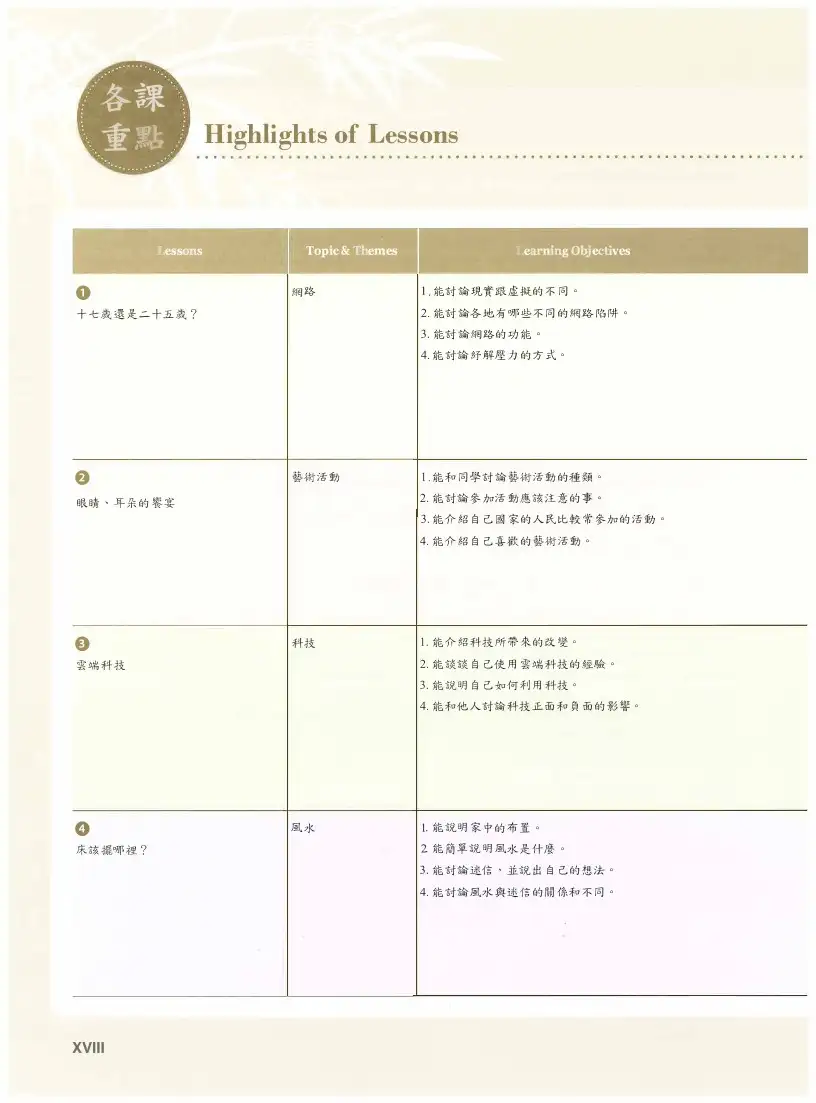 各課
重點
Highlights of Lessons
Lessons
Topic & Themes
Learning Objectives
1
十七歲還是二十五歲？
網路
1. 能討論現實跟虛擬的不同。
2. 能討論各地有哪些不同的網路陷阱。
3. 能討論網路的功能。
4. 能討論紓解壓力的方式。
2
眼睛、耳朵的饗宴
藝術活動
1. 能和同學討論藝術活動的種類。
2. 能討論參加活動應該注意的事。
3. 能介紹自己國家的人民比較常參加的活動。
4. 能介紹自己喜歡的藝術活動。
3
雲端科技
科技
1. 能介紹科技所帶來的改變。
2. 能談談自己使用雲端科技的經驗。
3. 能說明自己如何利用科技。
4. 能和他人討論科技正面和負面的影響。
4
床該擺哪裡？
風水
1. 能說明家中的布置。
2 能簡單說明風水是什麼。
3. 能討論迷信，並說出自己的想法。
4. 能討論風水與迷信的關係和不同。
XVIII